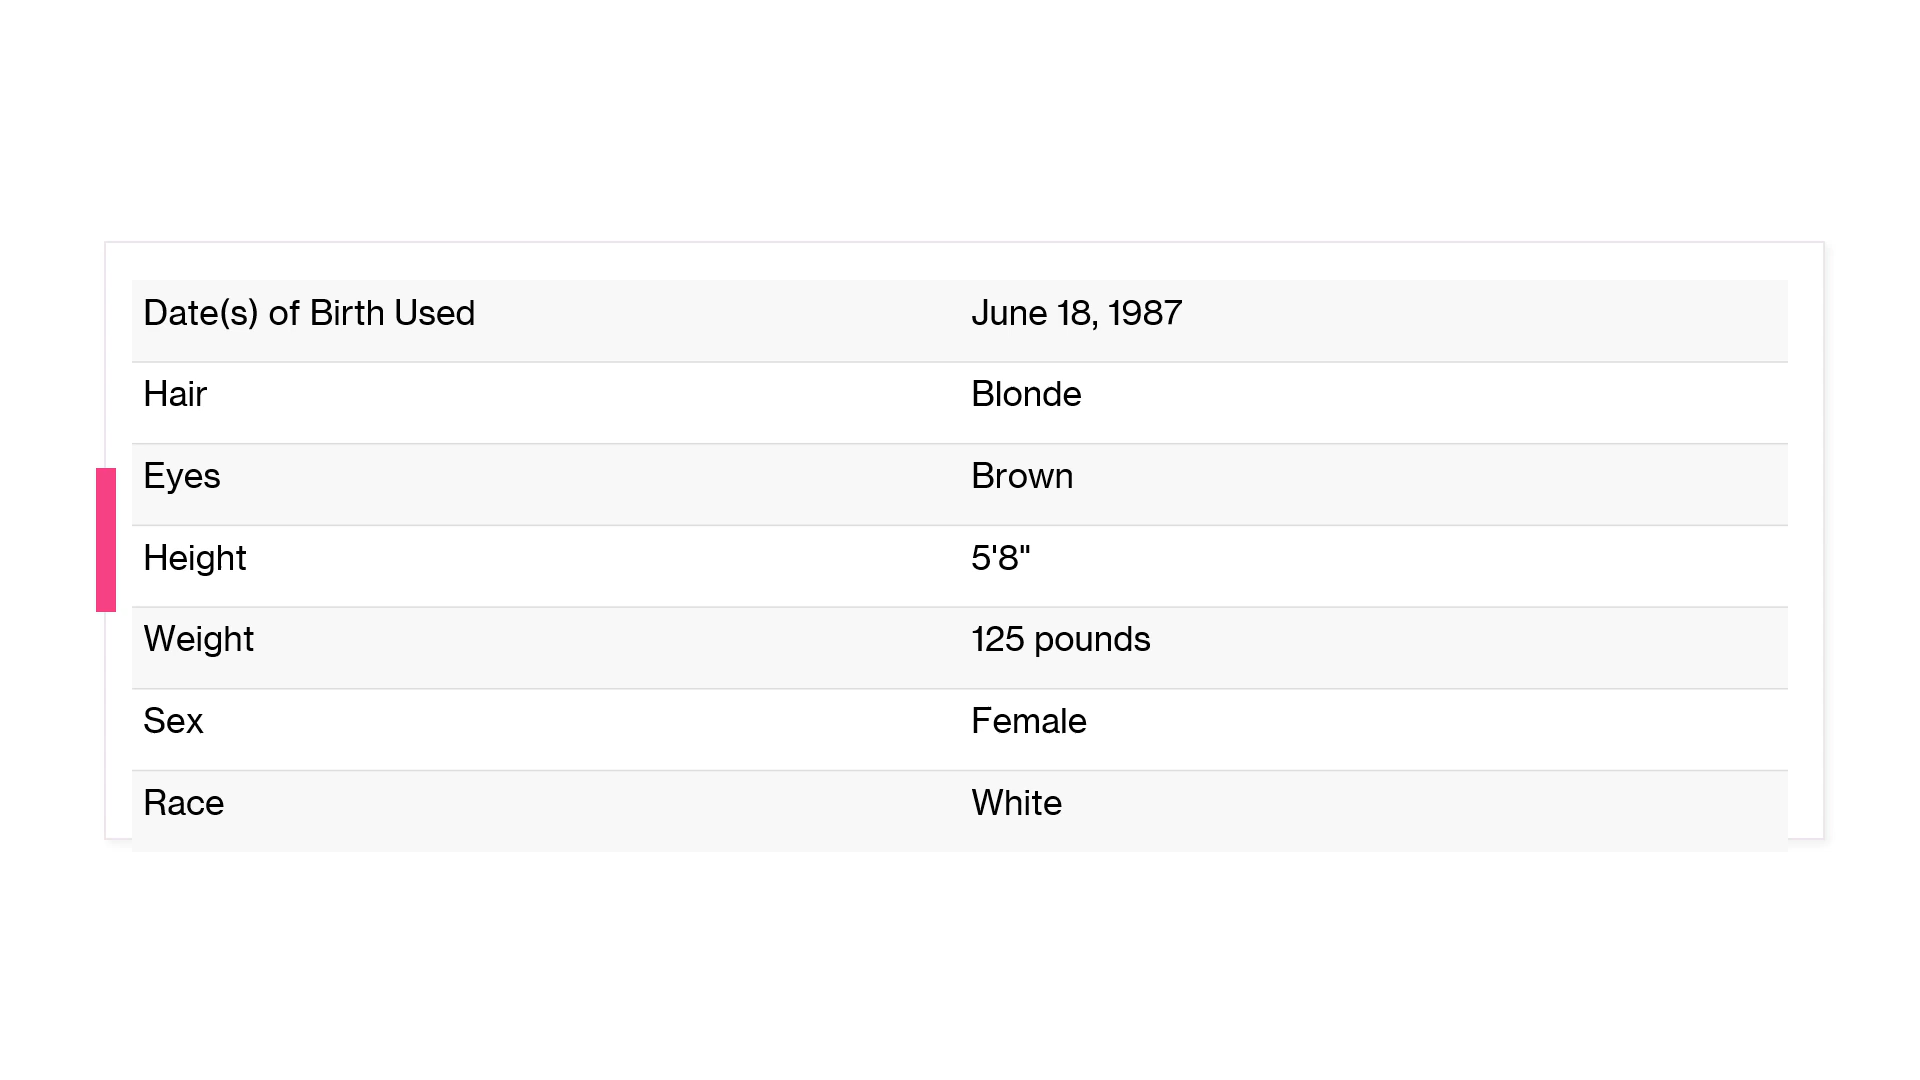 Date(s) of Birth Used June 18, 1987
Hair Blonde
Eyes Brown
Height 5'8"
Weight 125 pounds
Sex Female
Race White